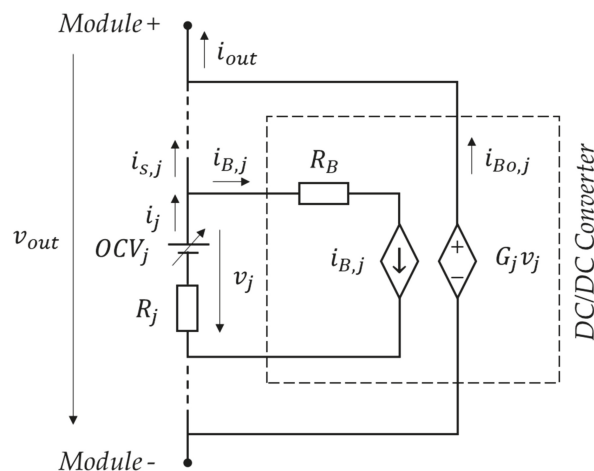 Module+
i_out
i_s,j
i_B,j
R_B
i_Bo,j
i_j
v_out
OCV_j
v_j
i_B,j
+
−
G_j v_j
R_j
DC/DC Converter
Module-